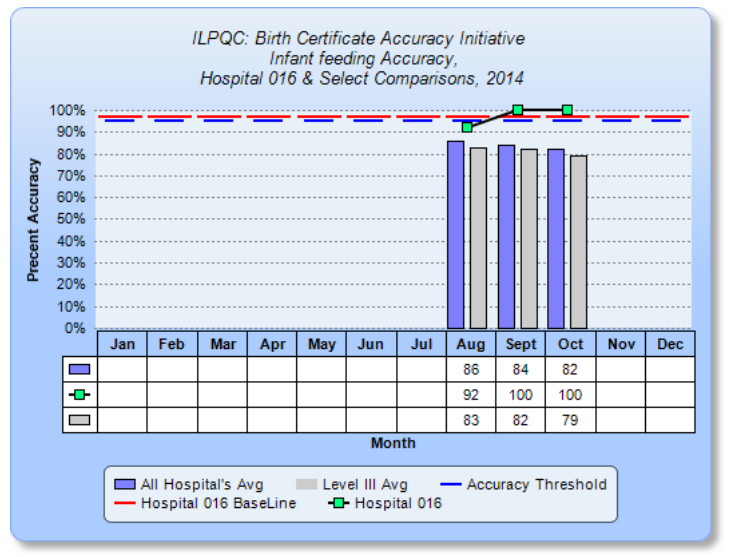 ILPQC: Birth Certificate Accuracy Initiative
Infant feeding Accuracy,
Hospital 016 & Select Comparisons, 2014
Precent Accuracy
100%
90%
80%
70%
60%
50%
40%
30%
20%
10%
0%
Jan Feb Mar Apr May Jun Jul Aug Sept Oct Nov Dec
86 84 82
92 100 100
83 82 79
Month
All Hospital's Avg Level III Avg Accuracy Threshold
Hospital 016 BaseLine Hospital 016